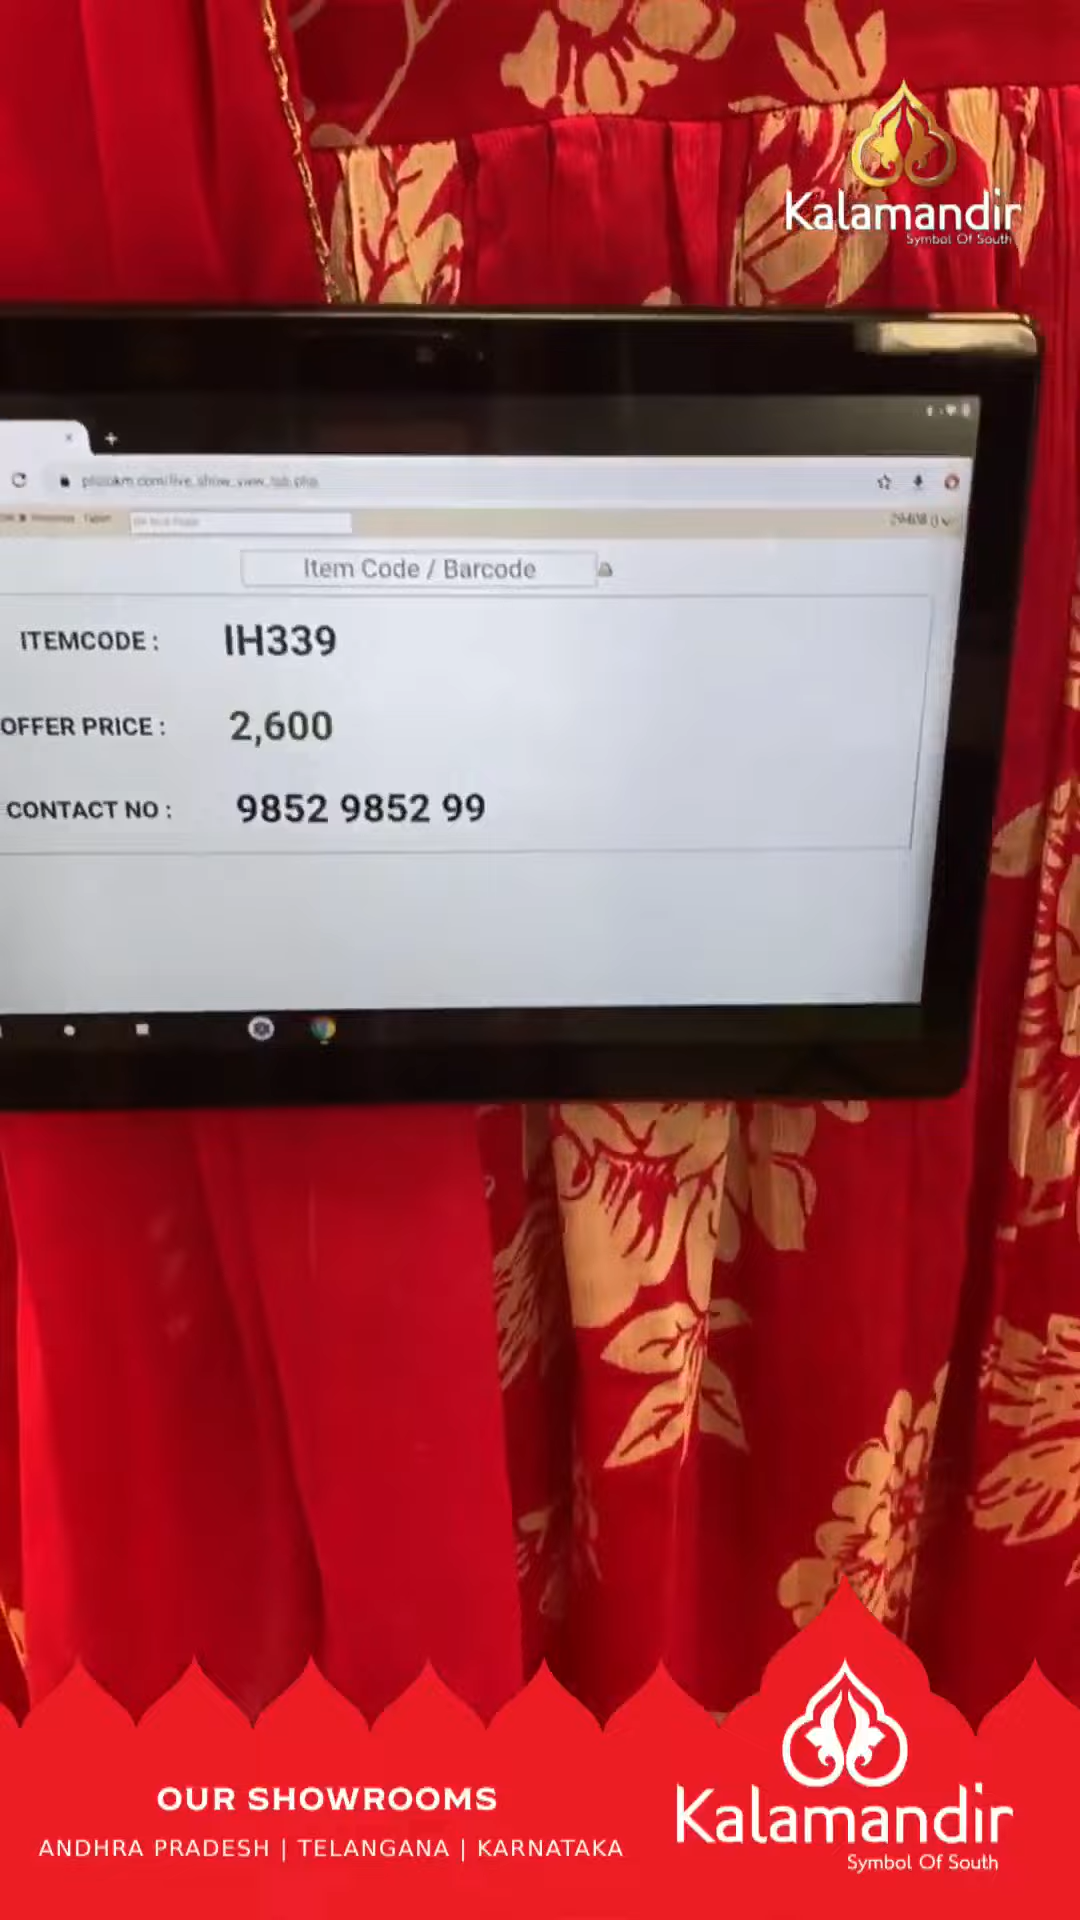 Kalamandir
Symbol Of South
Item Code / Barcode
ITEMCODE : IH339
OFFER PRICE : 2,600
CONTACT NO : 9852 9852 99
OUR SHOWROOMS
ANDHRA PRADESH | TELANGANA | KARNATAKA
Kalamandir
Symbol Of South